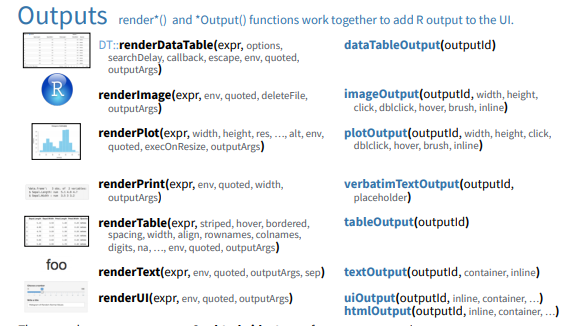 Outputs render*() and *Output() functions work together to add R output to the UI.
DT::renderDataTable(expr, options,
searchDelay, callback, escape, env, quoted,
outputArgs)
dataTableOutput(outputId)
R
renderImage(expr, env, quoted, deleteFile,
outputArgs)
imageOutput(outputId, width, height,
click, dblclick, hover, brush, inline)
renderPlot(expr, width, height, res, …, alt, env,
quoted, execOnResize, outputArgs)
plotOutput(outputId, width, height, click,
dblclick, hover, brush, inline)
renderPrint(expr, env, quoted, width,
outputArgs)
verbatimTextOutput(outputId,
placeholder)
renderTable(expr, striped, hover, bordered,
spacing, width, align, rownames, colnames,
digits, na, …, env, quoted, outputArgs)
tableOutput(outputId)
foo
renderText(expr, env, quoted, outputArgs, sep)
textOutput(outputId, container, inline)
renderUI(expr, env, quoted, outputArgs)
uiOutput(outputId, inline, container, …)
htmlOutput(outputId, inline, container, …)